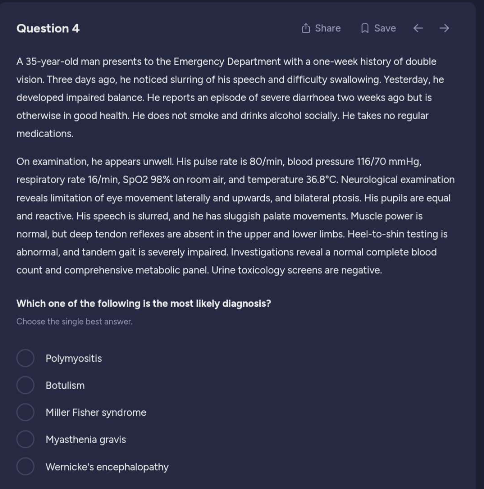 Question 4
Share
Save
A 35-year-old man presents to the Emergency Department with a one-week history of double
vision. Three days ago, he noticed slurring of his speech and difficulty swallowing. Yesterday, he
developed impaired balance. He reports an episode of severe diarrhoea two weeks ago but is
otherwise in good health. He does not smoke and drinks alcohol socially. He takes no regular
medications.
On examination, he appears unwell. His pulse rate is 80/min, blood pressure 116/70 mmHg,
respiratory rate 16/min, SpO2 98% on room air, and temperature 36.8°C. Neurological examination
reveals limitation of eye movement laterally and upwards, and bilateral ptosis. His pupils are equal
and reactive. His speech is slurred, and he has sluggish palate movements. Muscle power is
normal, but deep tendon reflexes are absent in the upper and lower limbs. Heel-to-shin testing is
abnormal, and tandem gait is severely impaired. Investigations reveal a normal complete blood
count and comprehensive metabolic panel. Urine toxicology screens are negative.
Which one of the following is the most likely diagnosis?
Choose the single best answer.
Polymyositis
Botulism
Miller Fisher syndrome
Myasthenia gravis
Wernicke's encephalopathy